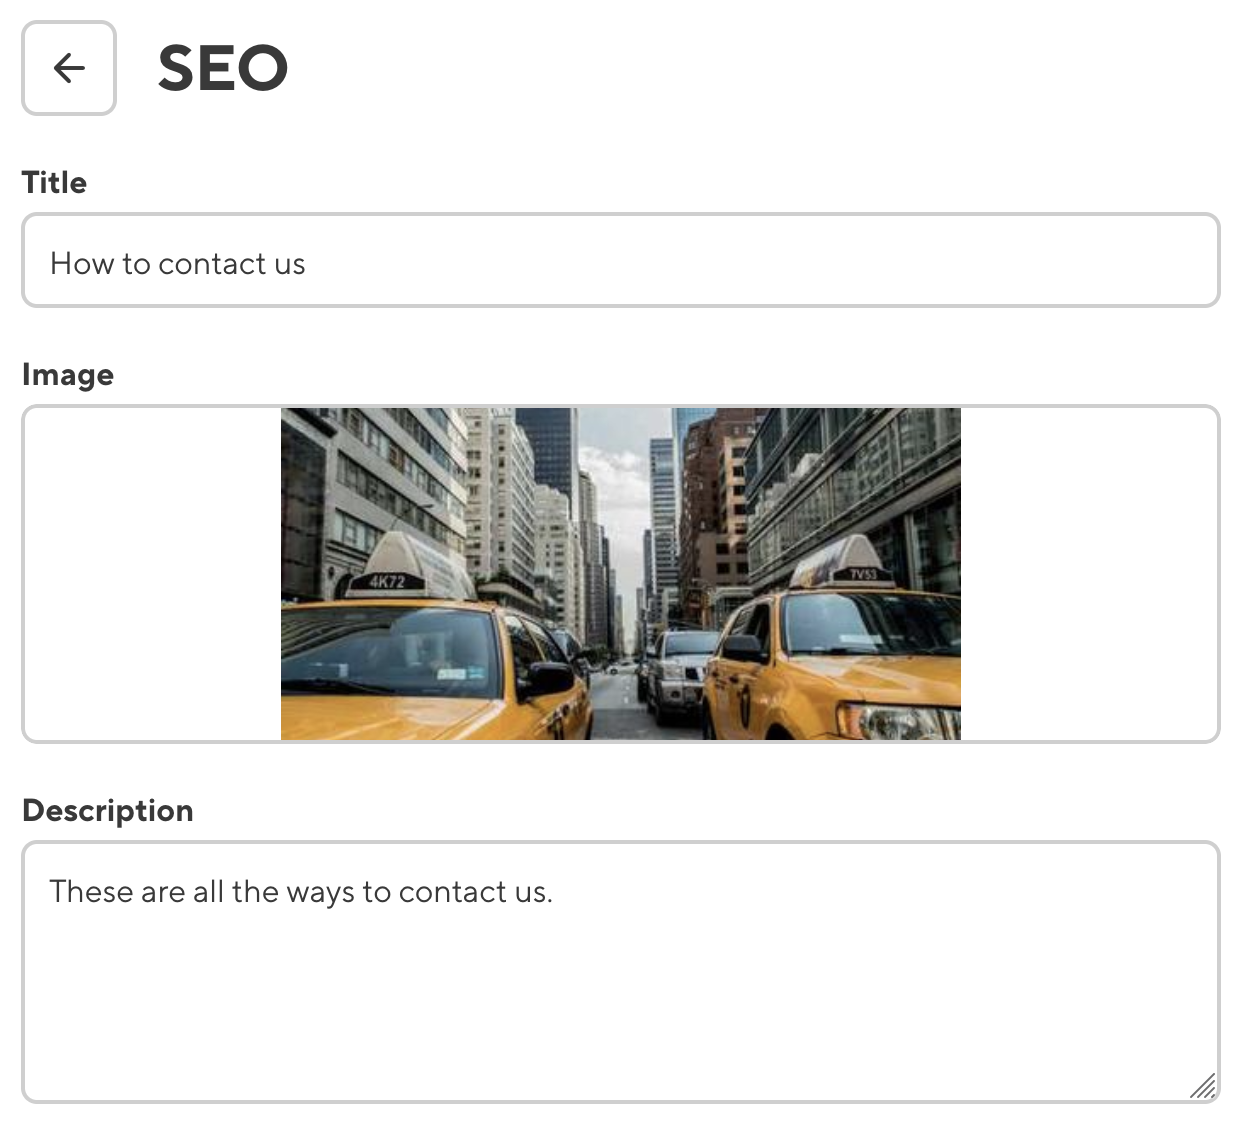 SEO
Title
How to contact us
Image
4K72
7V53
Description
These are all the ways to contact us.